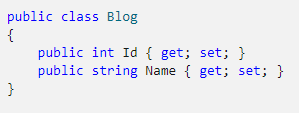 public class Blog
{
    public int Id { get; set; }
    public string Name { get; set; }
}